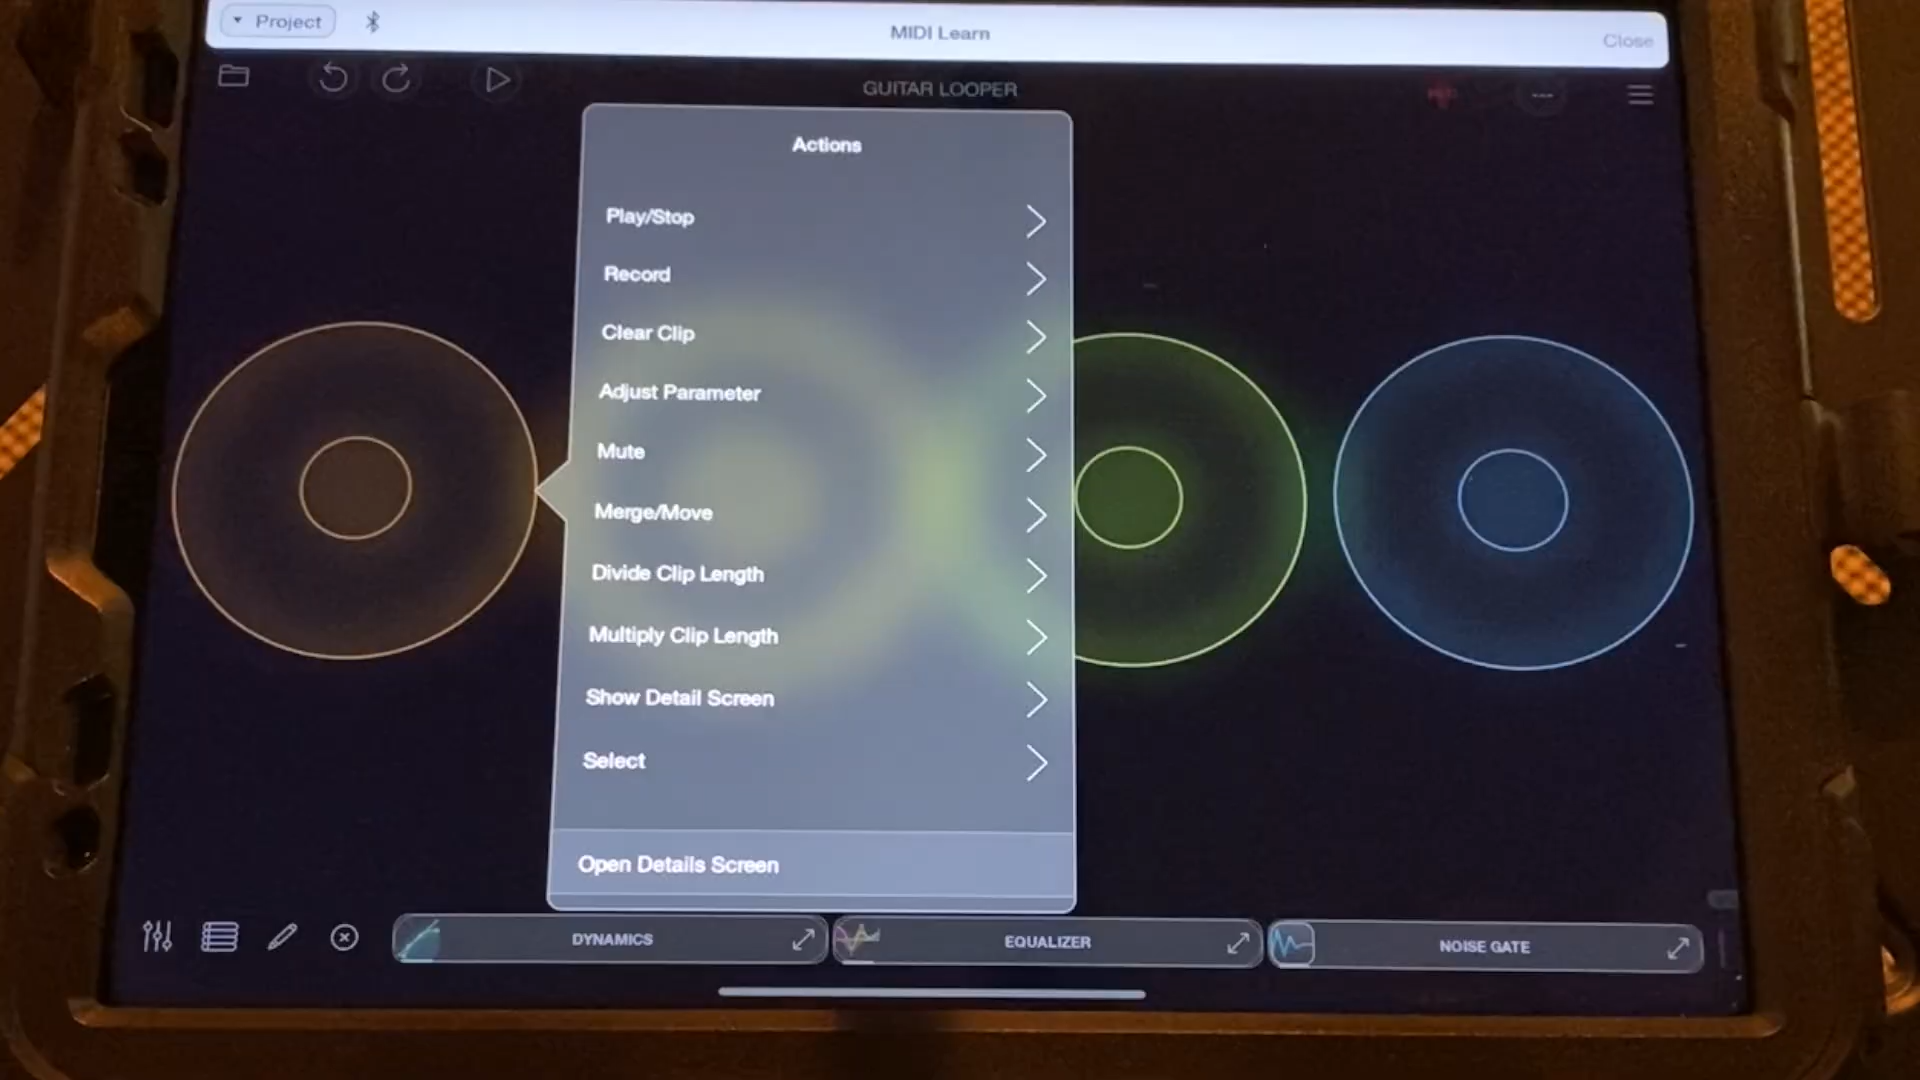 Project
MIDI Learn
Close
GUITAR LOOPER
Actions
Play/Stop
Record
Clear Clip
Adjust Parameter
Mute
Merge/Move
Divide Clip Length
Multiply Clip Length
Show Detail Screen
Select
Open Details Screen
DYNAMICS
EQUALIZER
NOISE GATE